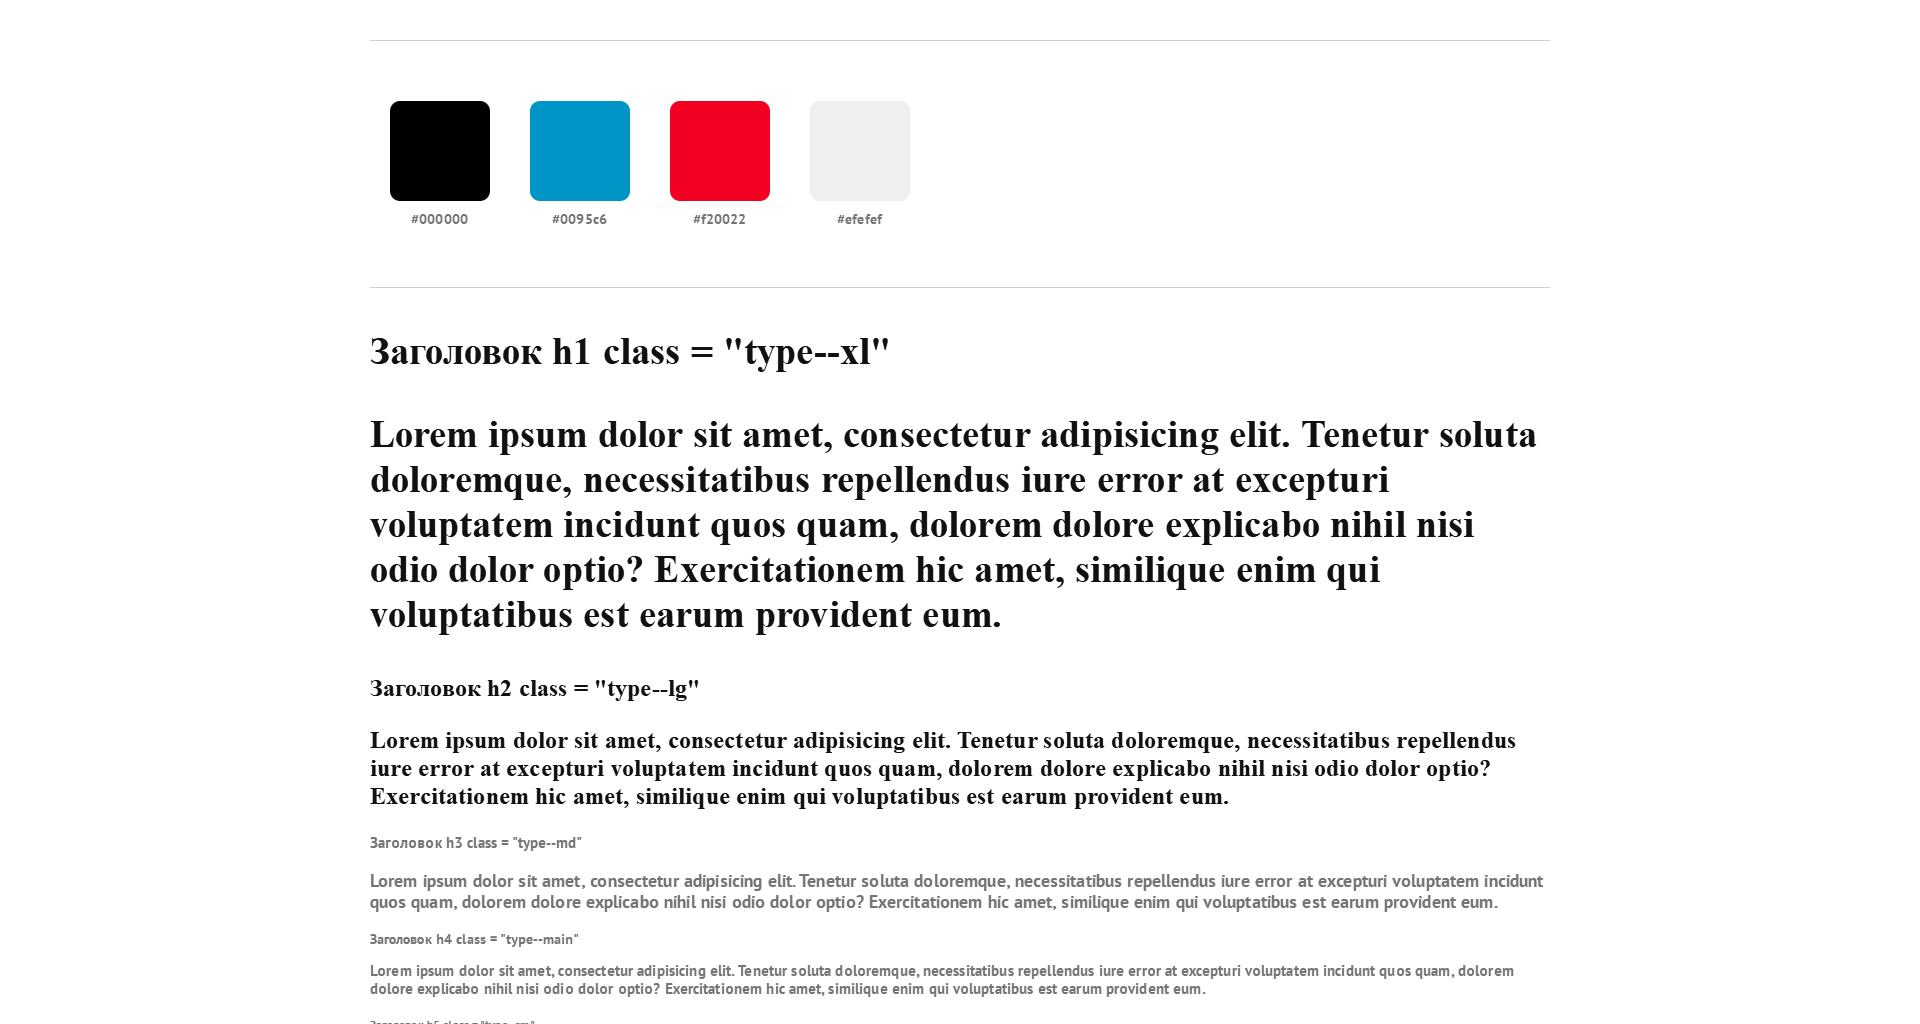 #000000
#0095c6
#f20022
#efefef
Заголовок h1 class = "type--xl"
Lorem ipsum dolor sit amet, consectetur adipisicing elit. Tenetur soluta
doloremque, necessitatibus repellendus iure error at excepturi
voluptatem incidunt quos quam, dolorem dolore explicabo nihil nisi
odio dolor optio? Exercitationem hic amet, similique enim qui
voluptatibus est earum provident eum.
Заголовок h2 class = "type--lg"
Lorem ipsum dolor sit amet, consectetur adipisicing elit. Tenetur soluta doloremque, necessitatibus repellendus
iure error at excepturi voluptatem incidunt quos quam, dolorem dolore explicabo nihil nisi odio dolor optio?
Exercitationem hic amet, similique enim qui voluptatibus est earum provident eum.
Заголовок h3 class = "type--md"
Lorem ipsum dolor sit amet, consectetur adipisicing elit. Tenetur soluta doloremque, necessitatibus repellendus iure error at excepturi voluptatem incidunt
quos quam, dolorem dolore explicabo nihil nisi odio dolor optio? Exercitationem hic amet, similique enim qui voluptatibus est earum provident eum.
Заголовок h4 class = "type--main"
Lorem ipsum dolor sit amet, consectetur adipisicing elit. Tenetur soluta doloremque, necessitatibus repellendus iure error at excepturi voluptatem incidunt quos quam, dolorem
dolore explicabo nihil nisi odio dolor optio? Exercitationem hic amet, similique enim qui voluptatibus est earum provident eum.